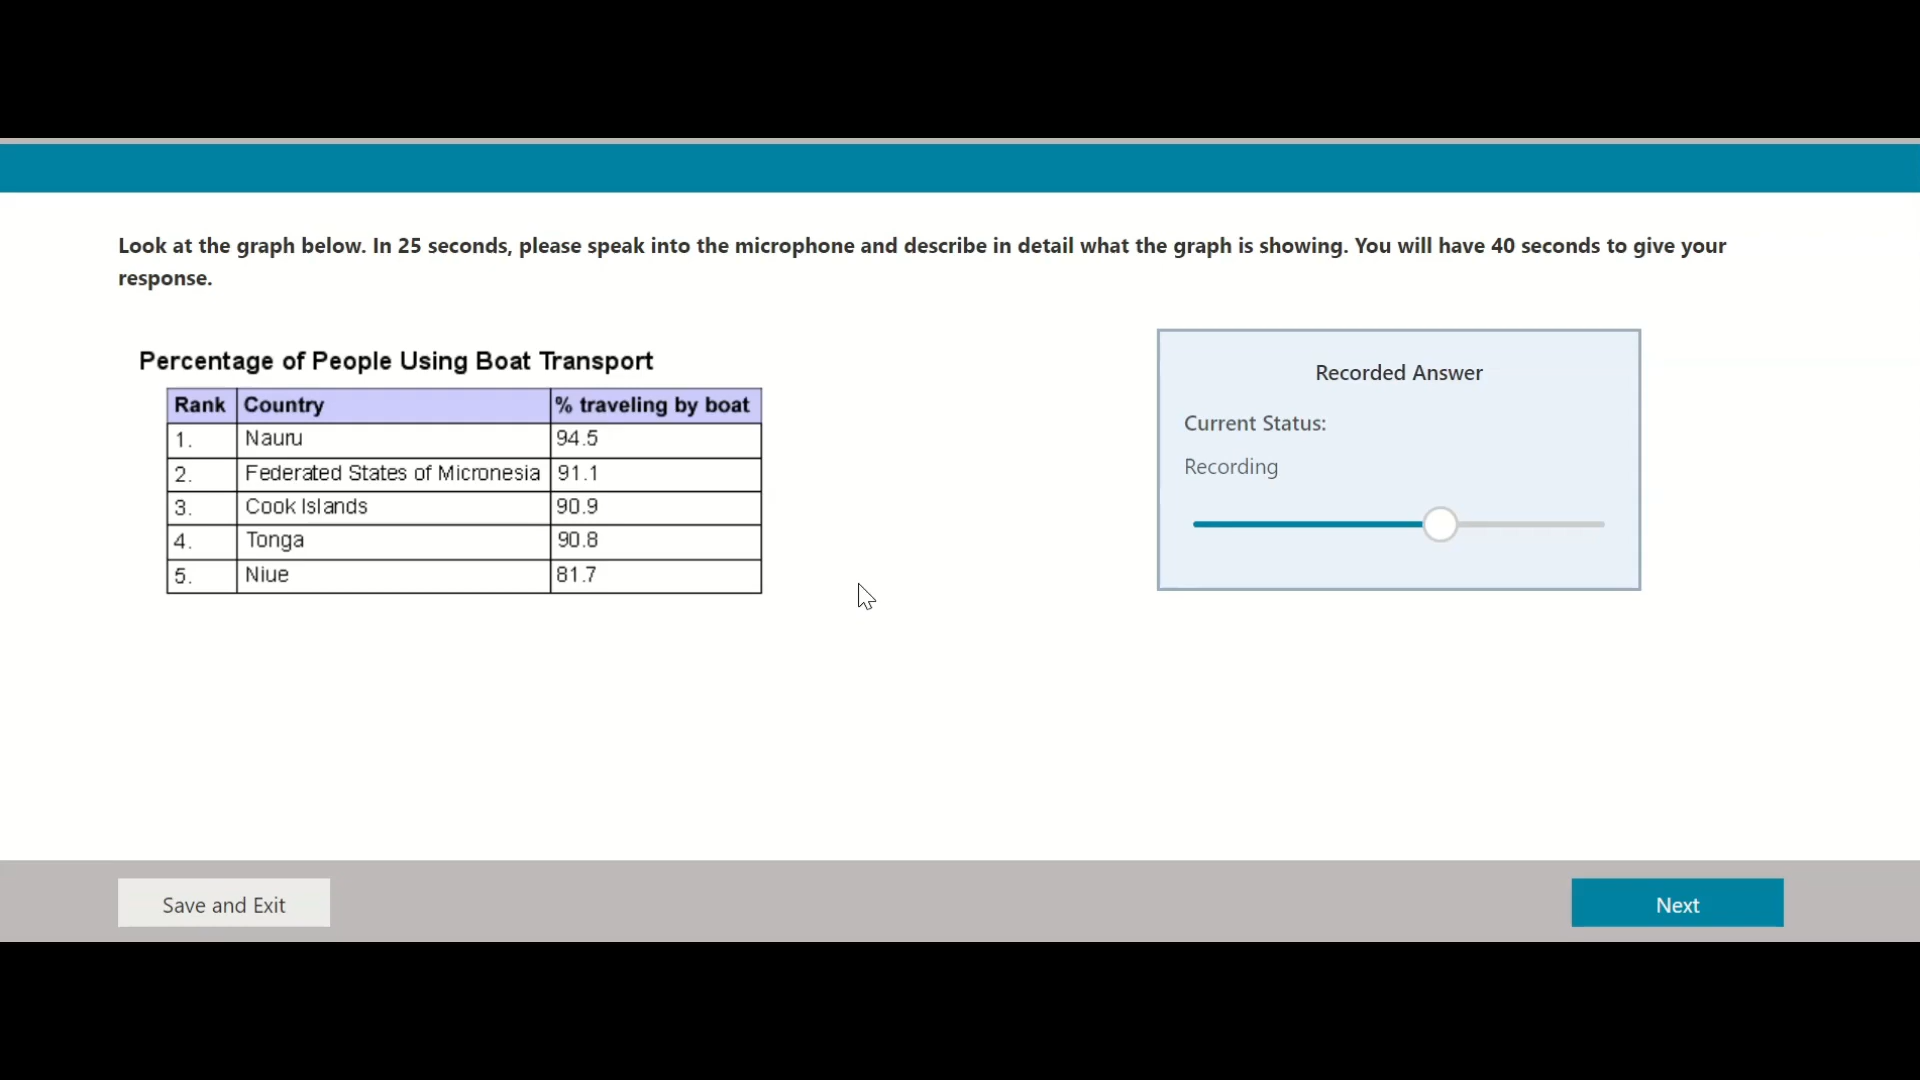 Look at the graph below. In 25 seconds, please speak into the microphone and describe in detail what the graph is showing. You will have 40 seconds to give your
response.
Percentage of People Using Boat Transport
Rank Country % traveling by boat
1. Nauru 94.5
2. Federated States of Micronesia 91.1
3. Cook Islands 90.9
4. Tonga 90.8
5. Niue 81.7
Recorded Answer
Current Status:
Recording
Save and Exit
Next